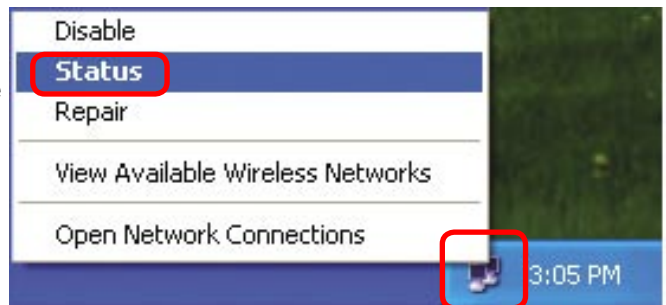 Disable
Status
Repair
View Available Wireless Networks
Open Network Connections
3:05 PM